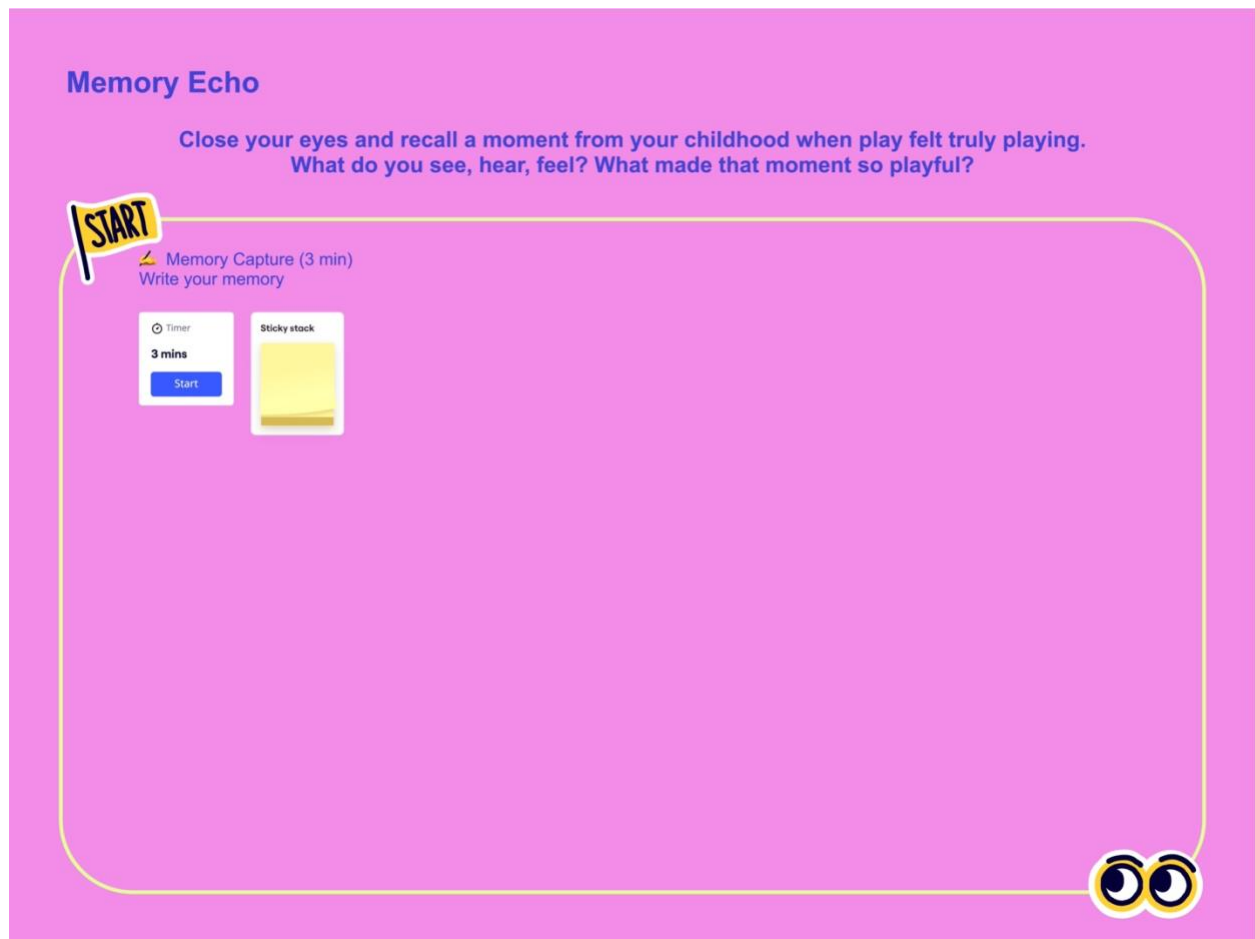 Memory Echo
Close your eyes and recall a moment from your childhood when play felt truly playing.
What do you see, hear, feel? What made that moment so playful?
START
✍️ Memory Capture (3 min)
Write your memory
Timer
3 mins
Start
Sticky stack